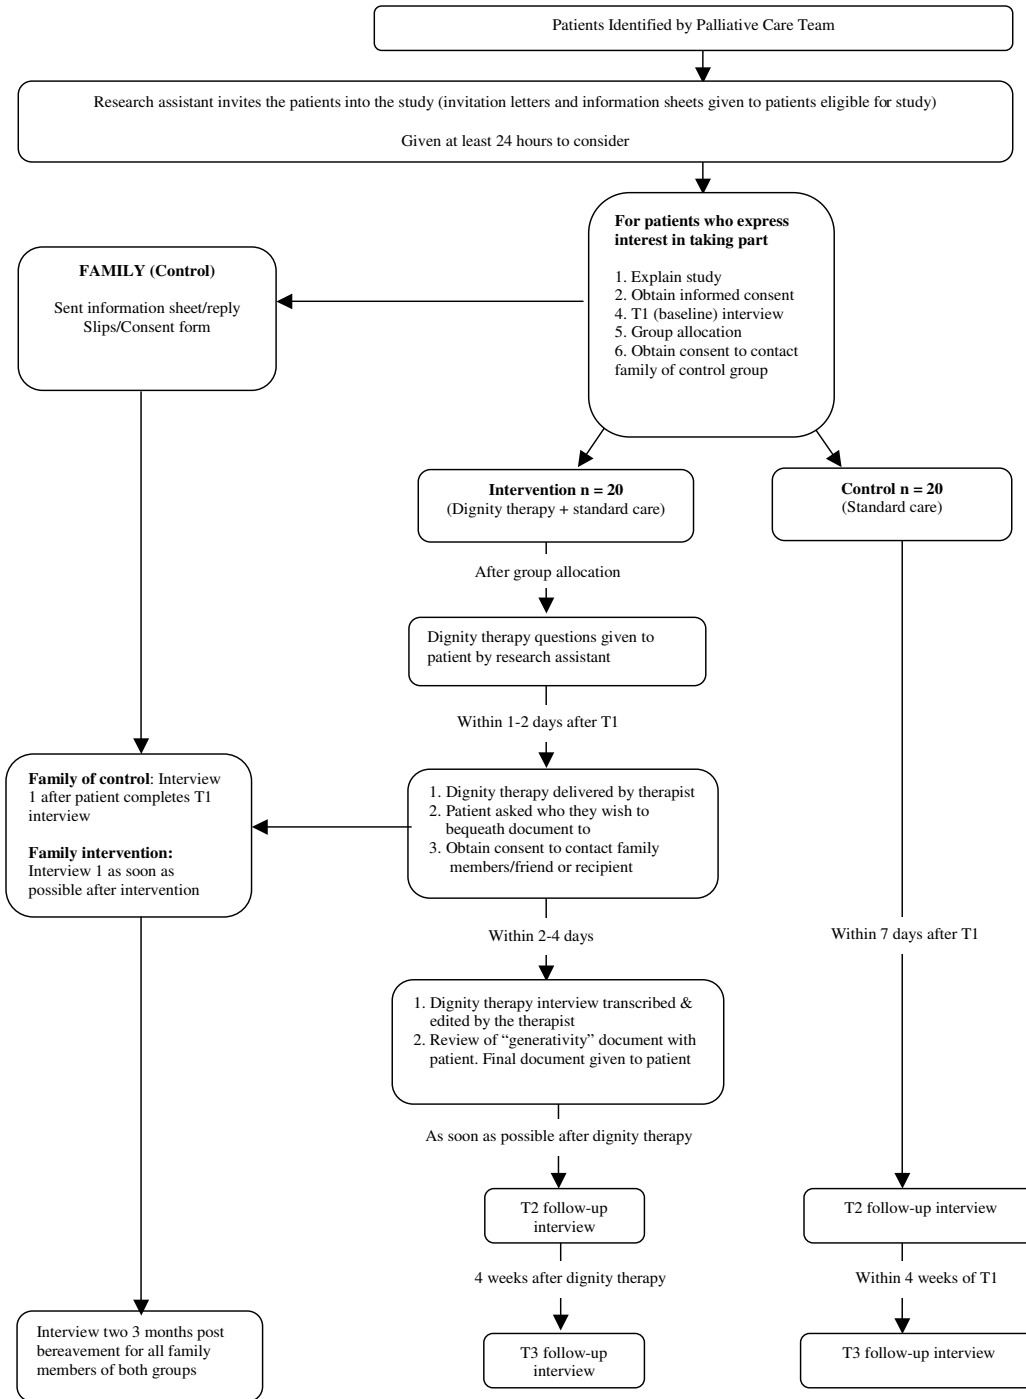 Patients Identified by Palliative Care Team
Research assistant invites the patients into the study (invitation letters and information sheets given to patients eligible for study)
Given at least 24 hours to consider
For patients who express
interest in taking part
1. Explain study
2. Obtain informed consent
4. T1 (baseline) interview
5. Group allocation
6. Obtain consent to contact
family of control group
FAMILY (Control)
Sent information sheet/reply
Slips/Consent form
Intervention n = 20
(Dignity therapy + standard care)
Control n = 20
(Standard care)
After group allocation
Dignity therapy questions given to
patient by research assistant
Within 1-2 days after T1
Family of control: Interview
1 after patient completes T1
interview
Family intervention:
Interview 1 as soon as
possible after intervention
1. Dignity therapy delivered by therapist
2. Patient asked who they wish to
bequeath document to
3. Obtain consent to contact family
members/friend or recipient
Within 2-4 days
Within 7 days after T1
1. Dignity therapy interview transcribed &
edited by the therapist
2. Review of “generativity” document with
patient. Final document given to patient
As soon as possible after dignity therapy
T2 follow-up
interview
T2 follow-up interview
4 weeks after dignity therapy
Within 4 weeks of T1
Interview two 3 months post
bereavement for all family
members of both groups
T3 follow-up
interview
T3 follow-up interview